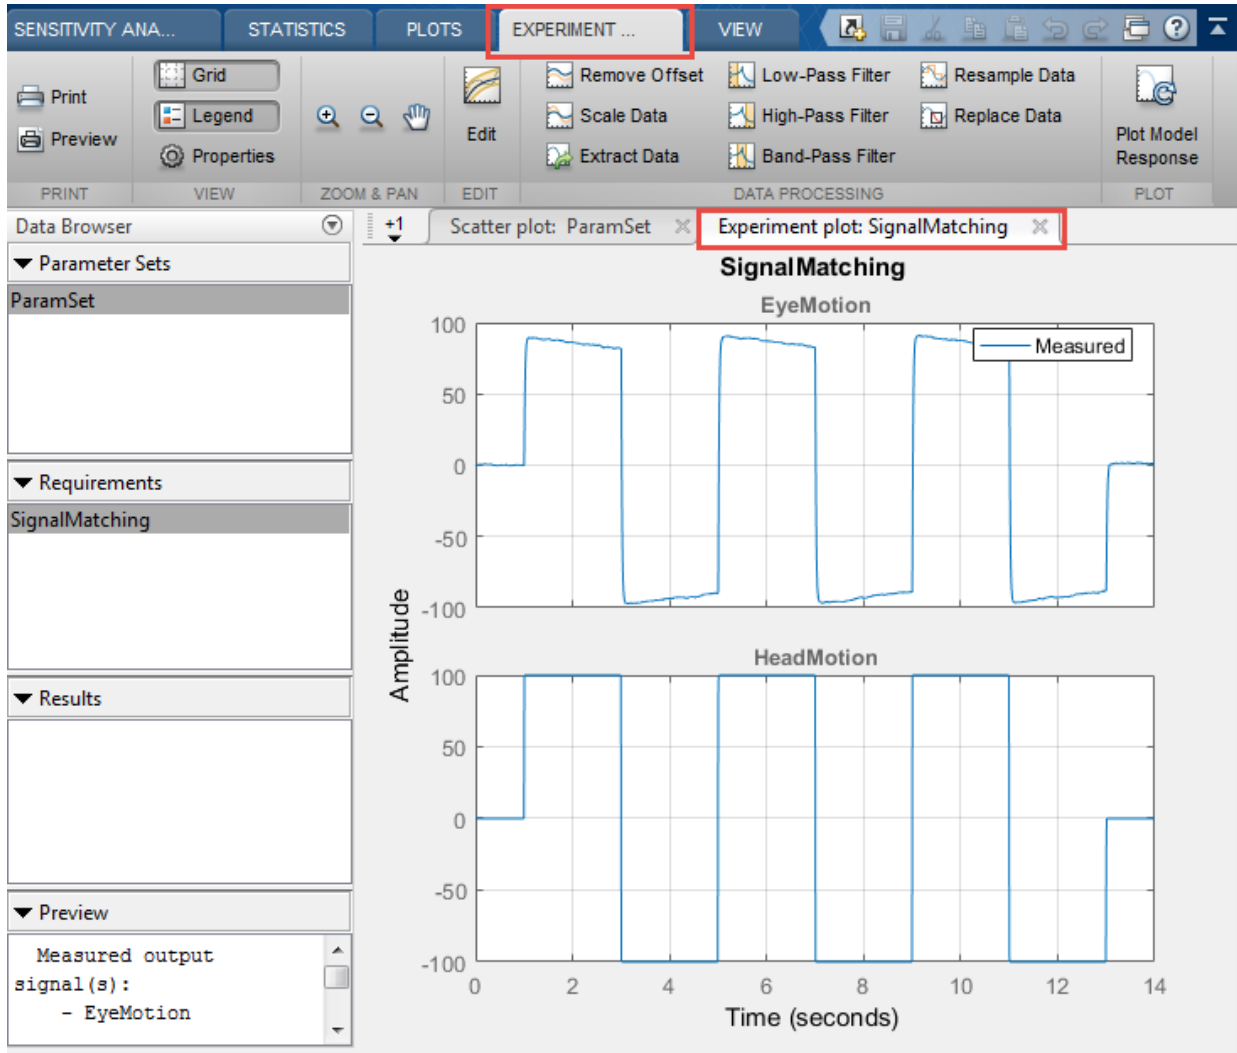 SENSITIVITY ANA... STATISTICS PLOTS EXPERIMENT ... VIEW
Print
Preview
PRINT
Grid
Legend
Properties
VIEW
ZOOM & PAN
Edit
EDIT
Remove Offset Low-Pass Filter Resample Data
Scale Data High-Pass Filter Replace Data
Extract Data Band-Pass Filter
DATA PROCESSING
Plot Model
Response
PLOT
Data Browser
Parameter Sets
ParamSet
Requirements
SignalMatching
Results
Preview
Measured output
signal(s):
- EyeMotion
+1
Scatter plot: ParamSet Experiment plot: SignalMatching
SignalMatching
EyeMotion
Measured
100
50
0
-50
-100
Amplitude
HeadMotion
100
50
0
-50
-100
0 2 4 6 8 10 12 14
Time (seconds)